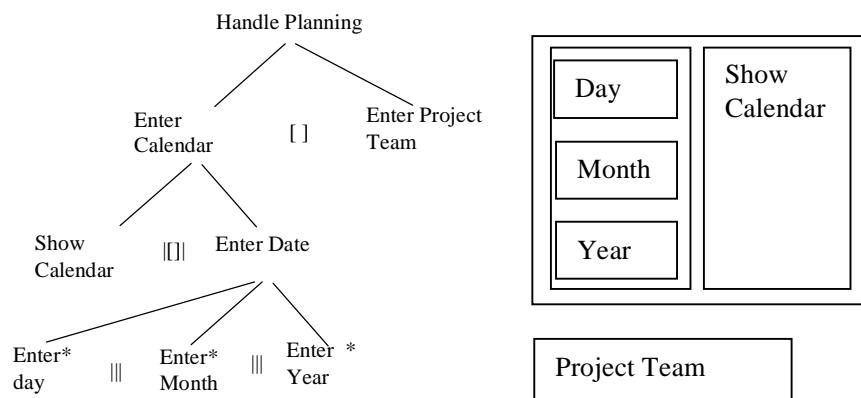 Handle Planning
Enter
Calendar
[ ]
Enter Project
Team
Show
Calendar
|[]|
Enter Date
Enter*
day
|||
Enter*
Month
|||
Enter *
Year
Day
Month
Year
Show
Calendar
Project Team